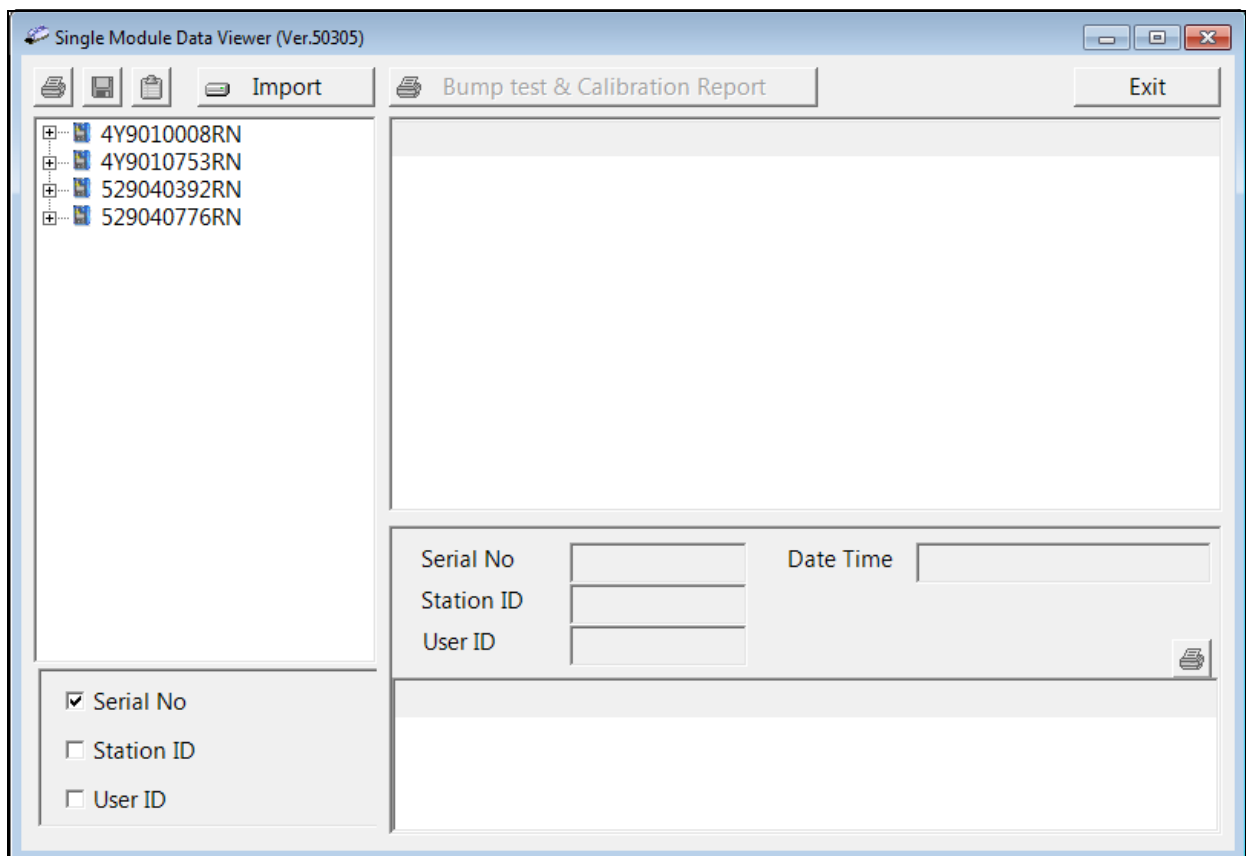 Single Module Data Viewer (Ver.50305)
Import
Bump test & Calibration Report
Exit
4Y9010008RN
4Y9010753RN
529040392RN
529040776RN
Serial No
Date Time
Station ID
User ID
Serial No
Station ID
User ID